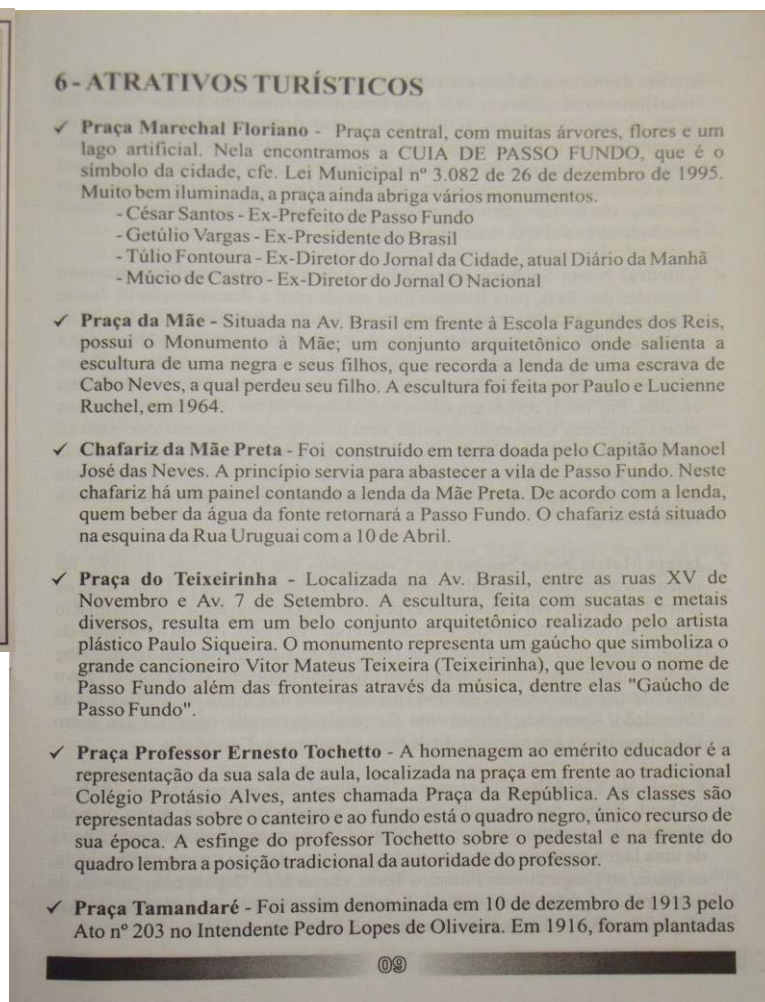 6 - ATRATIVOS TURÍSTICOS
✓ Praça Marechal Floriano - Praça central, com muitas árvores, flores e um
lago artificial. Nela encontramos a CUIA DE PASSO FUNDO, que é o
símbolo da cidade, cfe. Lei Municipal nº 3.082 de 26 de dezembro de 1995.
Muito bem iluminada, a praça ainda abriga vários monumentos.
- César Santos - Ex-Prefeito de Passo Fundo
- Getúlio Vargas - Ex-Presidente do Brasil
- Túlio Fontoura - Ex-Diretor do Jornal da Cidade, atual Diário da Manhã
- Múcio de Castro - Ex-Diretor do Jornal O Nacional
✓ Praça da Mãe - Situada na Av. Brasil em frente à Escola Fagundes dos Reis,
possui o Monumento à Mãe; um conjunto arquitetônico onde salienta a
escultura de uma negra e seus filhos, que recorda a lenda de uma escrava de
Cabo Neves, a qual perdeu seu filho. A escultura foi feita por Paulo e Lucienne
Ruchel, em 1964.
✓ Chafariz da Mãe Preta - Foi construído em terra doada pelo Capitão Manoel
José das Neves. A princípio servia para abastecer a vila de Passo Fundo. Neste
chafariz há um painel contando a lenda da Mãe Preta. De acordo com a lenda,
quem beber da água da fonte retornará a Passo Fundo. O chafariz está situado
na esquina da Rua Uruguai com a 10 de Abril.
✓ Praça do Teixeirinha - Localizada na Av. Brasil, entre as ruas XV de
Novembro e Av. 7 de Setembro. A escultura, feita com sucatas e metais
diversos, resulta em um belo conjunto arquitetônico realizado pelo artista
plástico Paulo Siqueira. O monumento representa um gaúcho que simboliza o
grande cancioneiro Vitor Mateus Teixeira (Teixeirinha), que levou o nome de
Passo Fundo além das fronteiras através da música, dentre elas "Gaúcho de
Passo Fundo".
✓ Praça Professor Ernesto Tochetto - A homenagem ao emérito educador é a
representação da sua sala de aula, localizada na praça em frente ao tradicional
Colégio Protásio Alves, antes chamada Praça da República. As classes são
representadas sobre o canteiro e ao fundo está o quadro negro, único recurso de
sua época. A esfinge do professor Tochetto sobre o pedestal e na frente do
quadro lembra a posição tradicional da autoridade do professor.
✓ Praça Tamandaré - Foi assim denominada em 10 de dezembro de 1913 pelo
Ato nº 203 no Intendente Pedro Lopes de Oliveira. Em 1916, foram plantadas
09